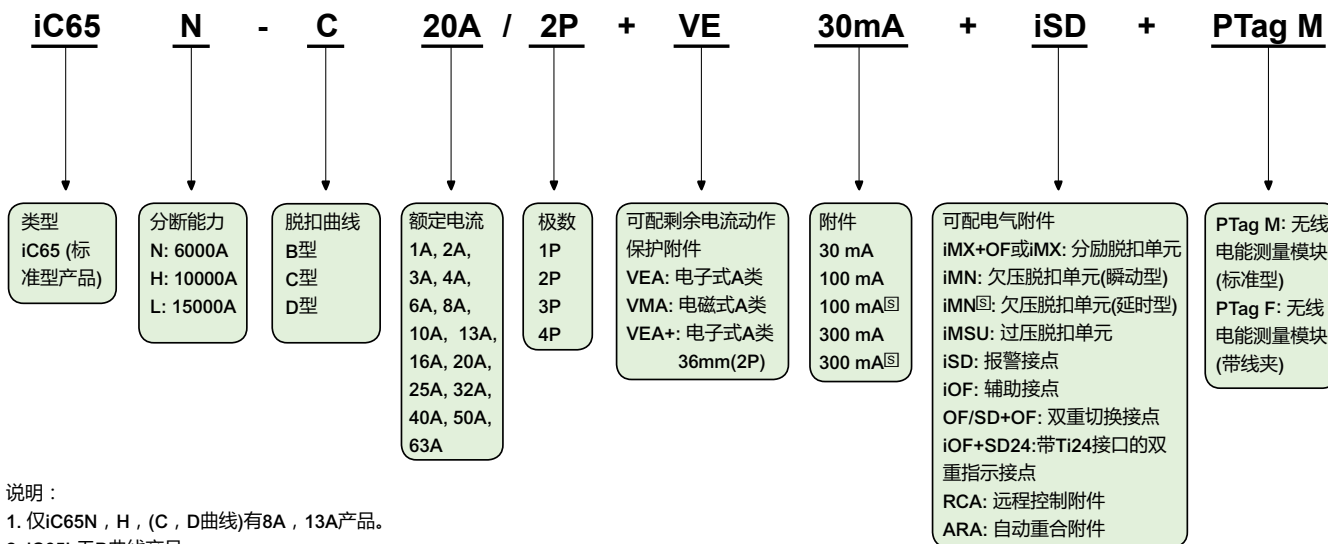 iC65 N - C 20A / 2P + VE 30mA + iSD + PTag M
类型
iC65 (标
准型产品)
分断能力
N: 6000A
H: 10000A
L: 15000A
脱扣曲线
B型
C型
D型
额定电流
1A, 2A,
3A, 4A,
6A, 8A,
10A, 13A,
16A, 20A,
25A, 32A,
40A, 50A,
63A
极数
1P
2P
3P
4P
可配剩余电流动作
保护附件
VEA: 电子式A类
VMA: 电磁式A类
VEA+: 电子式A类
36mm(2P)
附件
30 mA
100 mA
100 mA🅂
300 mA
300 mA🅂
可配电气附件
iMX+OF或iMX: 分励脱扣单元
iMN: 欠压脱扣单元(瞬动型)
iMN🅂: 欠压脱扣单元(延时型)
iMSU: 过压脱扣单元
iSD: 报警接点
iOF: 辅助接点
OF/SD+OF: 双重切换接点
iOF+SD24:带Ti24接口的双
重指示接点
RCA: 远程控制附件
ARA: 自动重合附件
PTag M: 无线
电能测量模块
(标准型)
PTag F: 无线
电能测量模块
(带线夹)
说明：
1. 仅iC65N，H，(C，D曲线)有8A，13A产品。